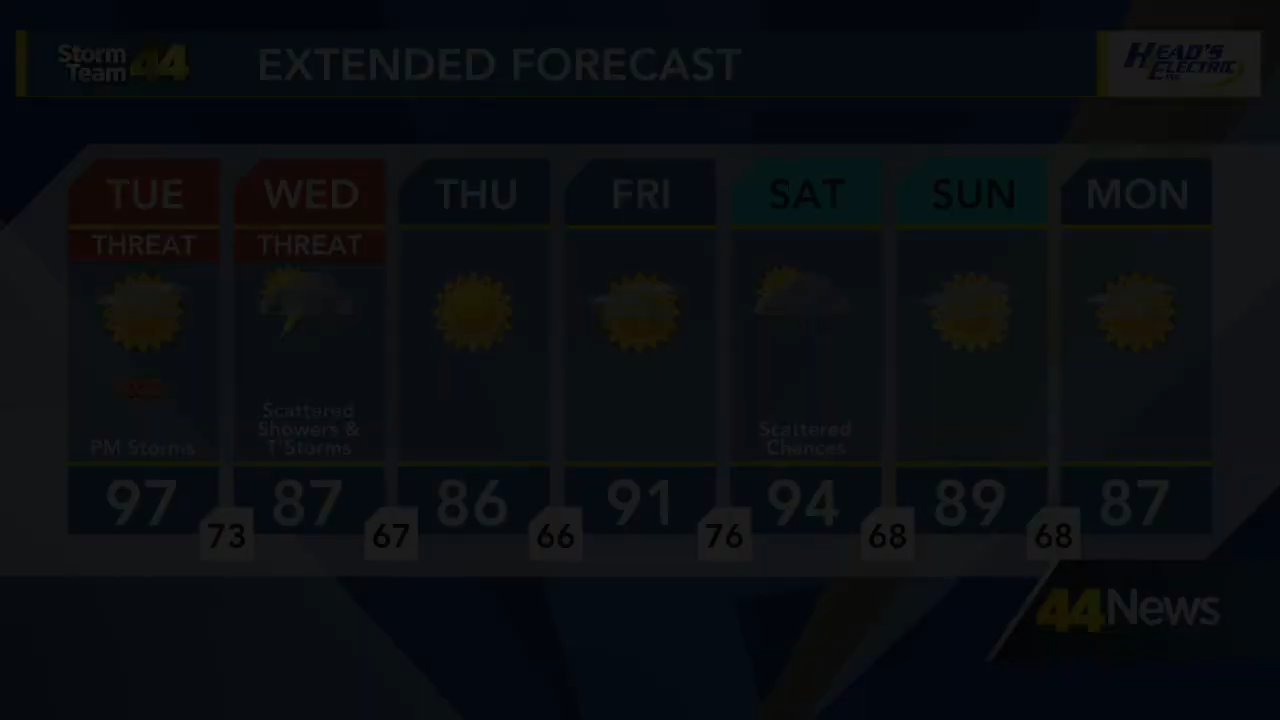 Storm
Team 44
EXTENDED FORECAST
HEAD'S
ELECTRIC
TUE
WED
THU
FRI
SAT
SUN
MON
THREAT
THREAT
PM Storms
Scattered
Showers &
T'Storms
Scattered
Chances
97
87
86
91
94
89
87
73
67
66
76
68
68
44News